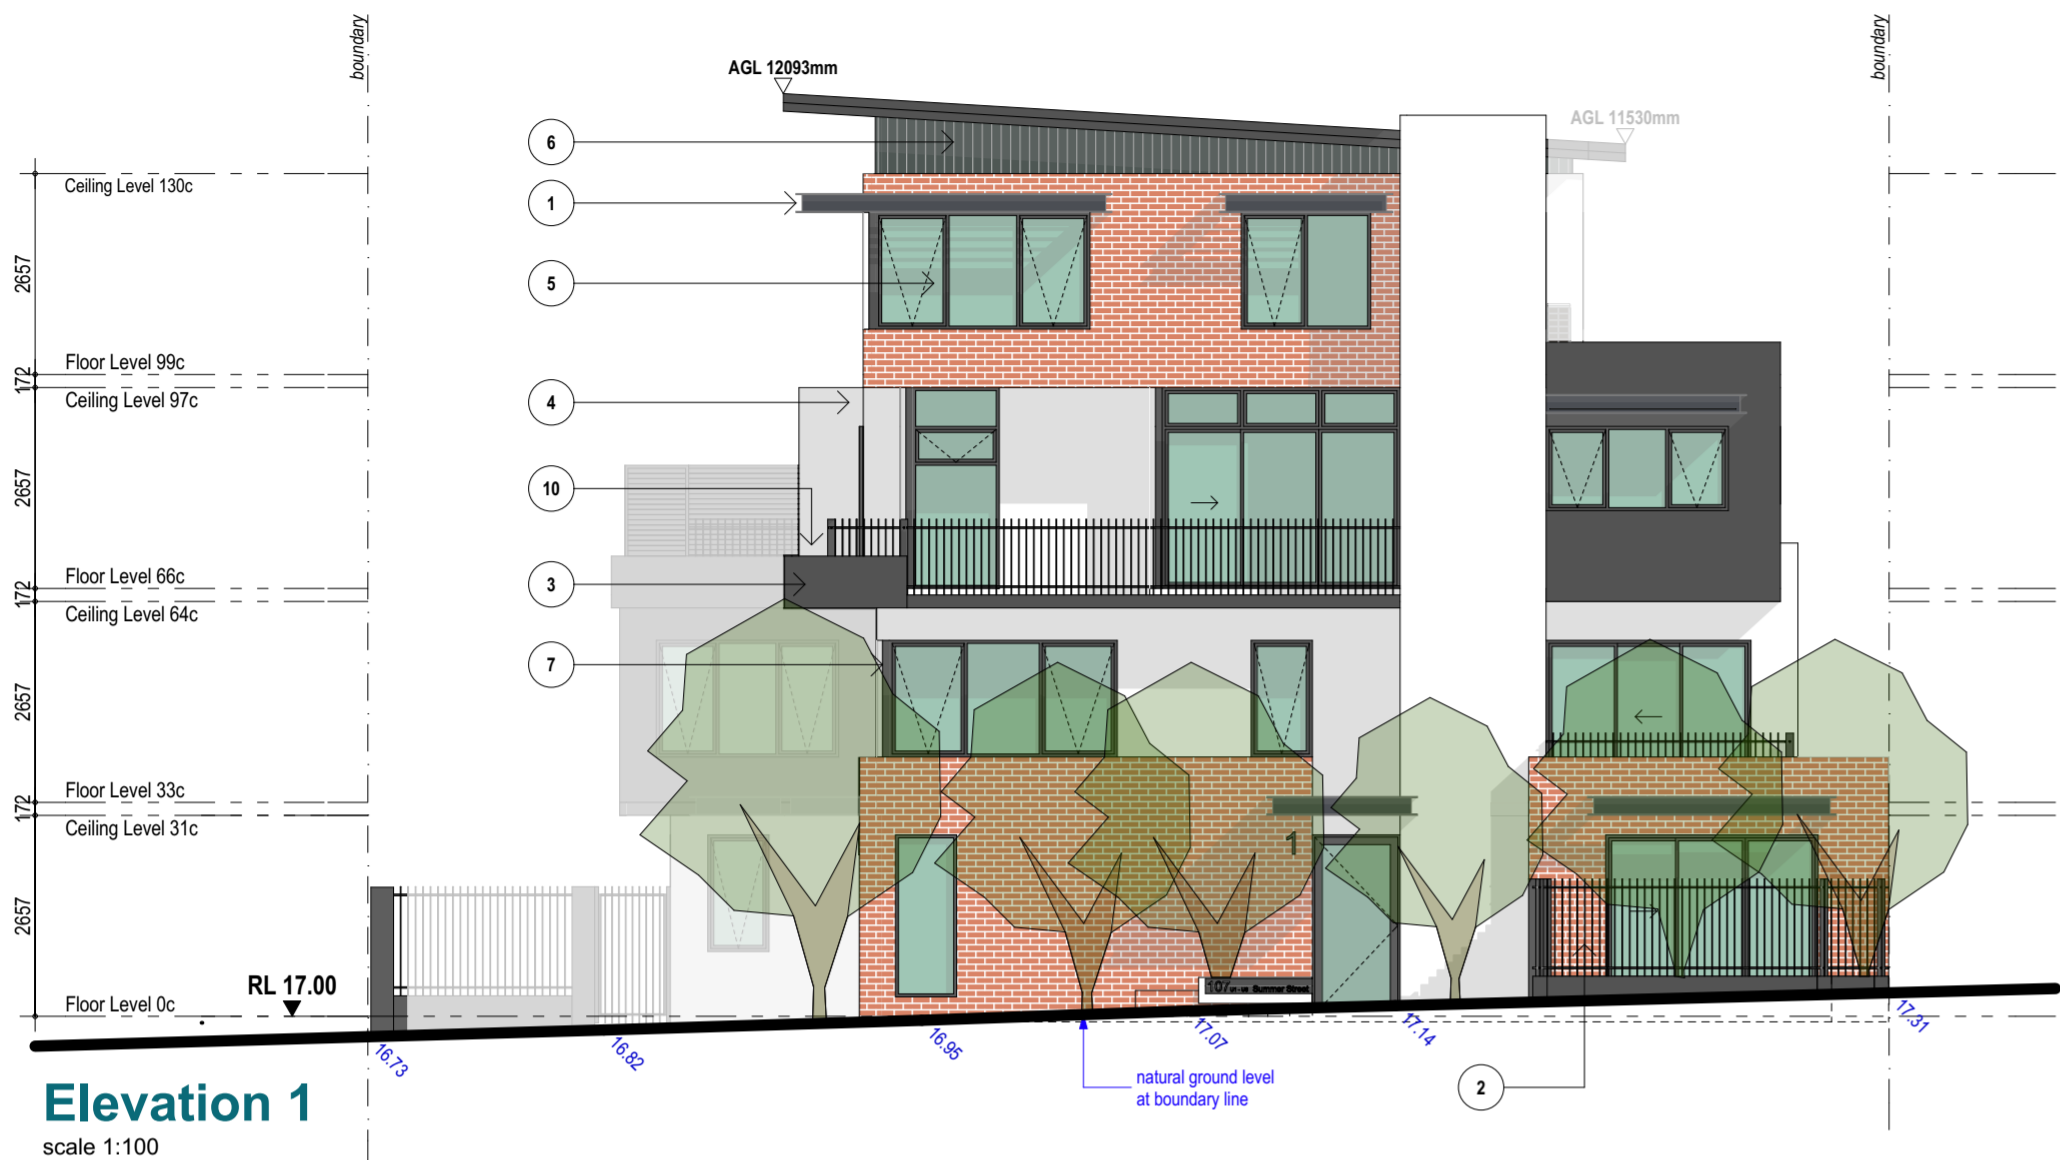 boundary
boundary
AGL 12093mm
AGL 11530mm
6
Ceiling Level 130c
1
2657
5
Floor Level 99c
172
Ceiling Level 97c
4
2657
10
Floor Level 66c
172
3
Ceiling Level 64c
7
2657
Floor Level 33c
172
Ceiling Level 31c
1
2657
RL 17.00
107 Summer Street
Floor Level 0c
16.73
16.82
16.95
17.07
17.14
17.31
natural ground level
at boundary line
2
Elevation 1
scale 1:100